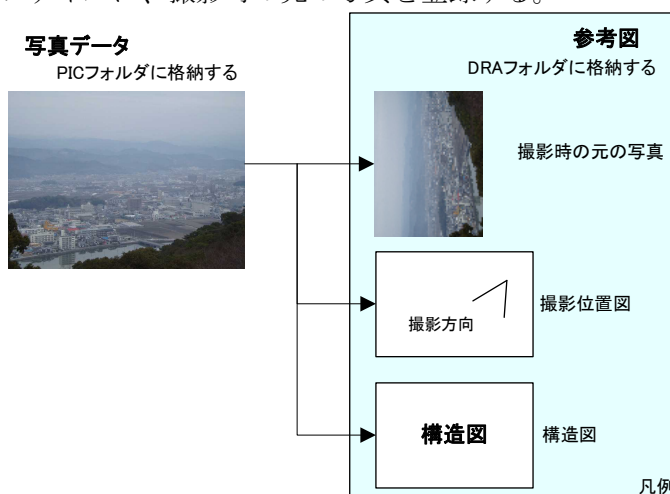 写真データ
PICフォルダに格納する
参考図
DRAフォルダに格納する
撮影時の元の写真
撮影方向
撮影位置図
構造図
構造図
凡例